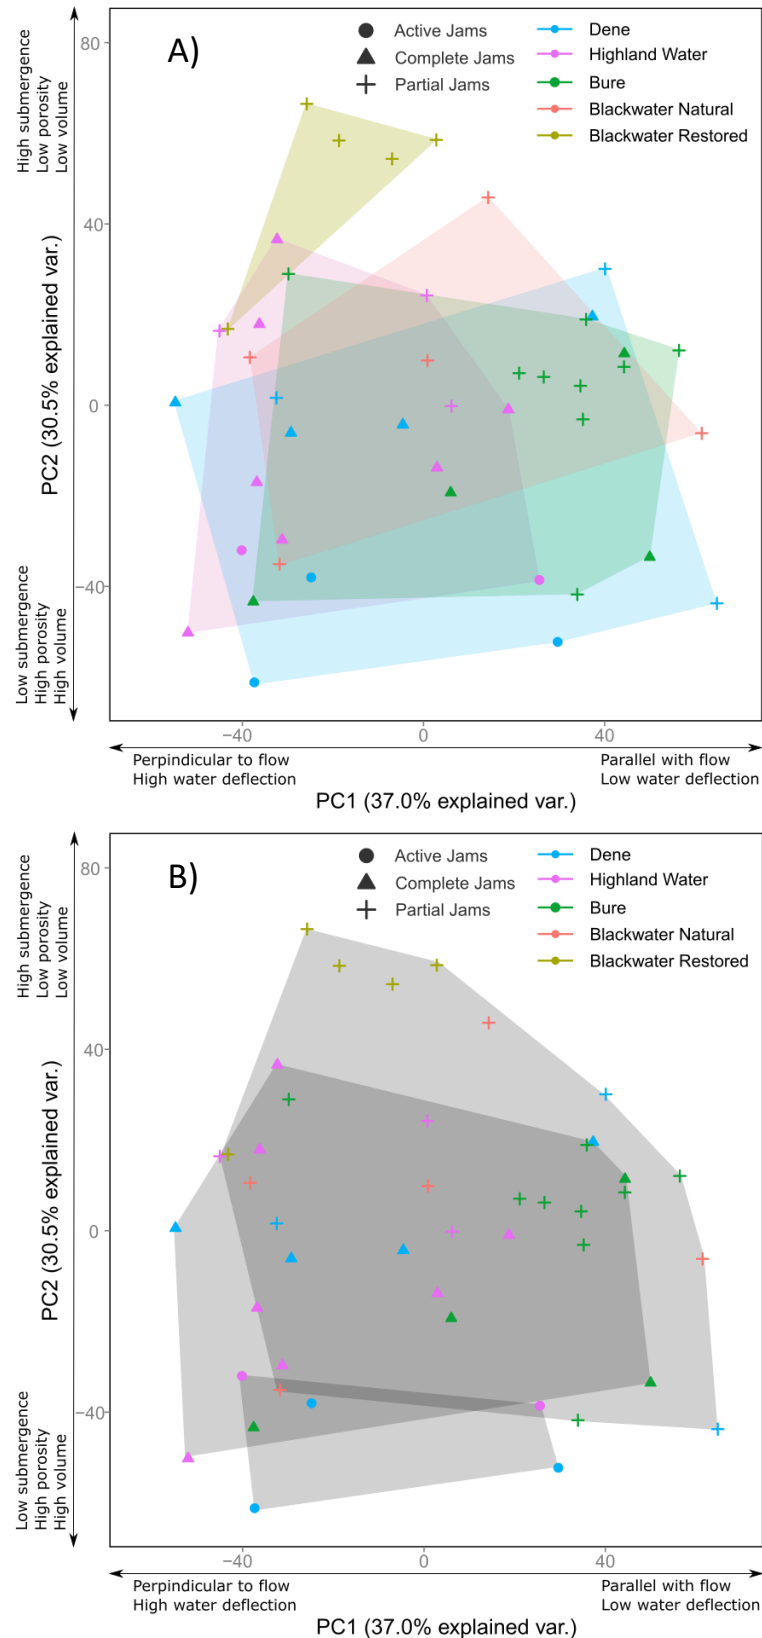 A)
Active Jams
Complete Jams
Partial Jams
Dene
Highland Water
Bure
Blackwater Natural
Blackwater Restored
High submergence
Low porosity
Low volume
80
40
0
−40
PC2 (30.5% explained var.)
Low submergence
High porosity
High volume
−40
0
40
Perpindicular to flow
High water deflection
Parallel with flow
Low water deflection
PC1 (37.0% explained var.)
B)
Active Jams
Complete Jams
Partial Jams
Dene
Highland Water
Bure
Blackwater Natural
Blackwater Restored
High submergence
Low porosity
Low volume
80
40
0
−40
PC2 (30.5% explained var.)
Low submergence
High porosity
High volume
−40
0
40
Perpindicular to flow
High water deflection
Parallel with flow
Low water deflection
PC1 (37.0% explained var.)